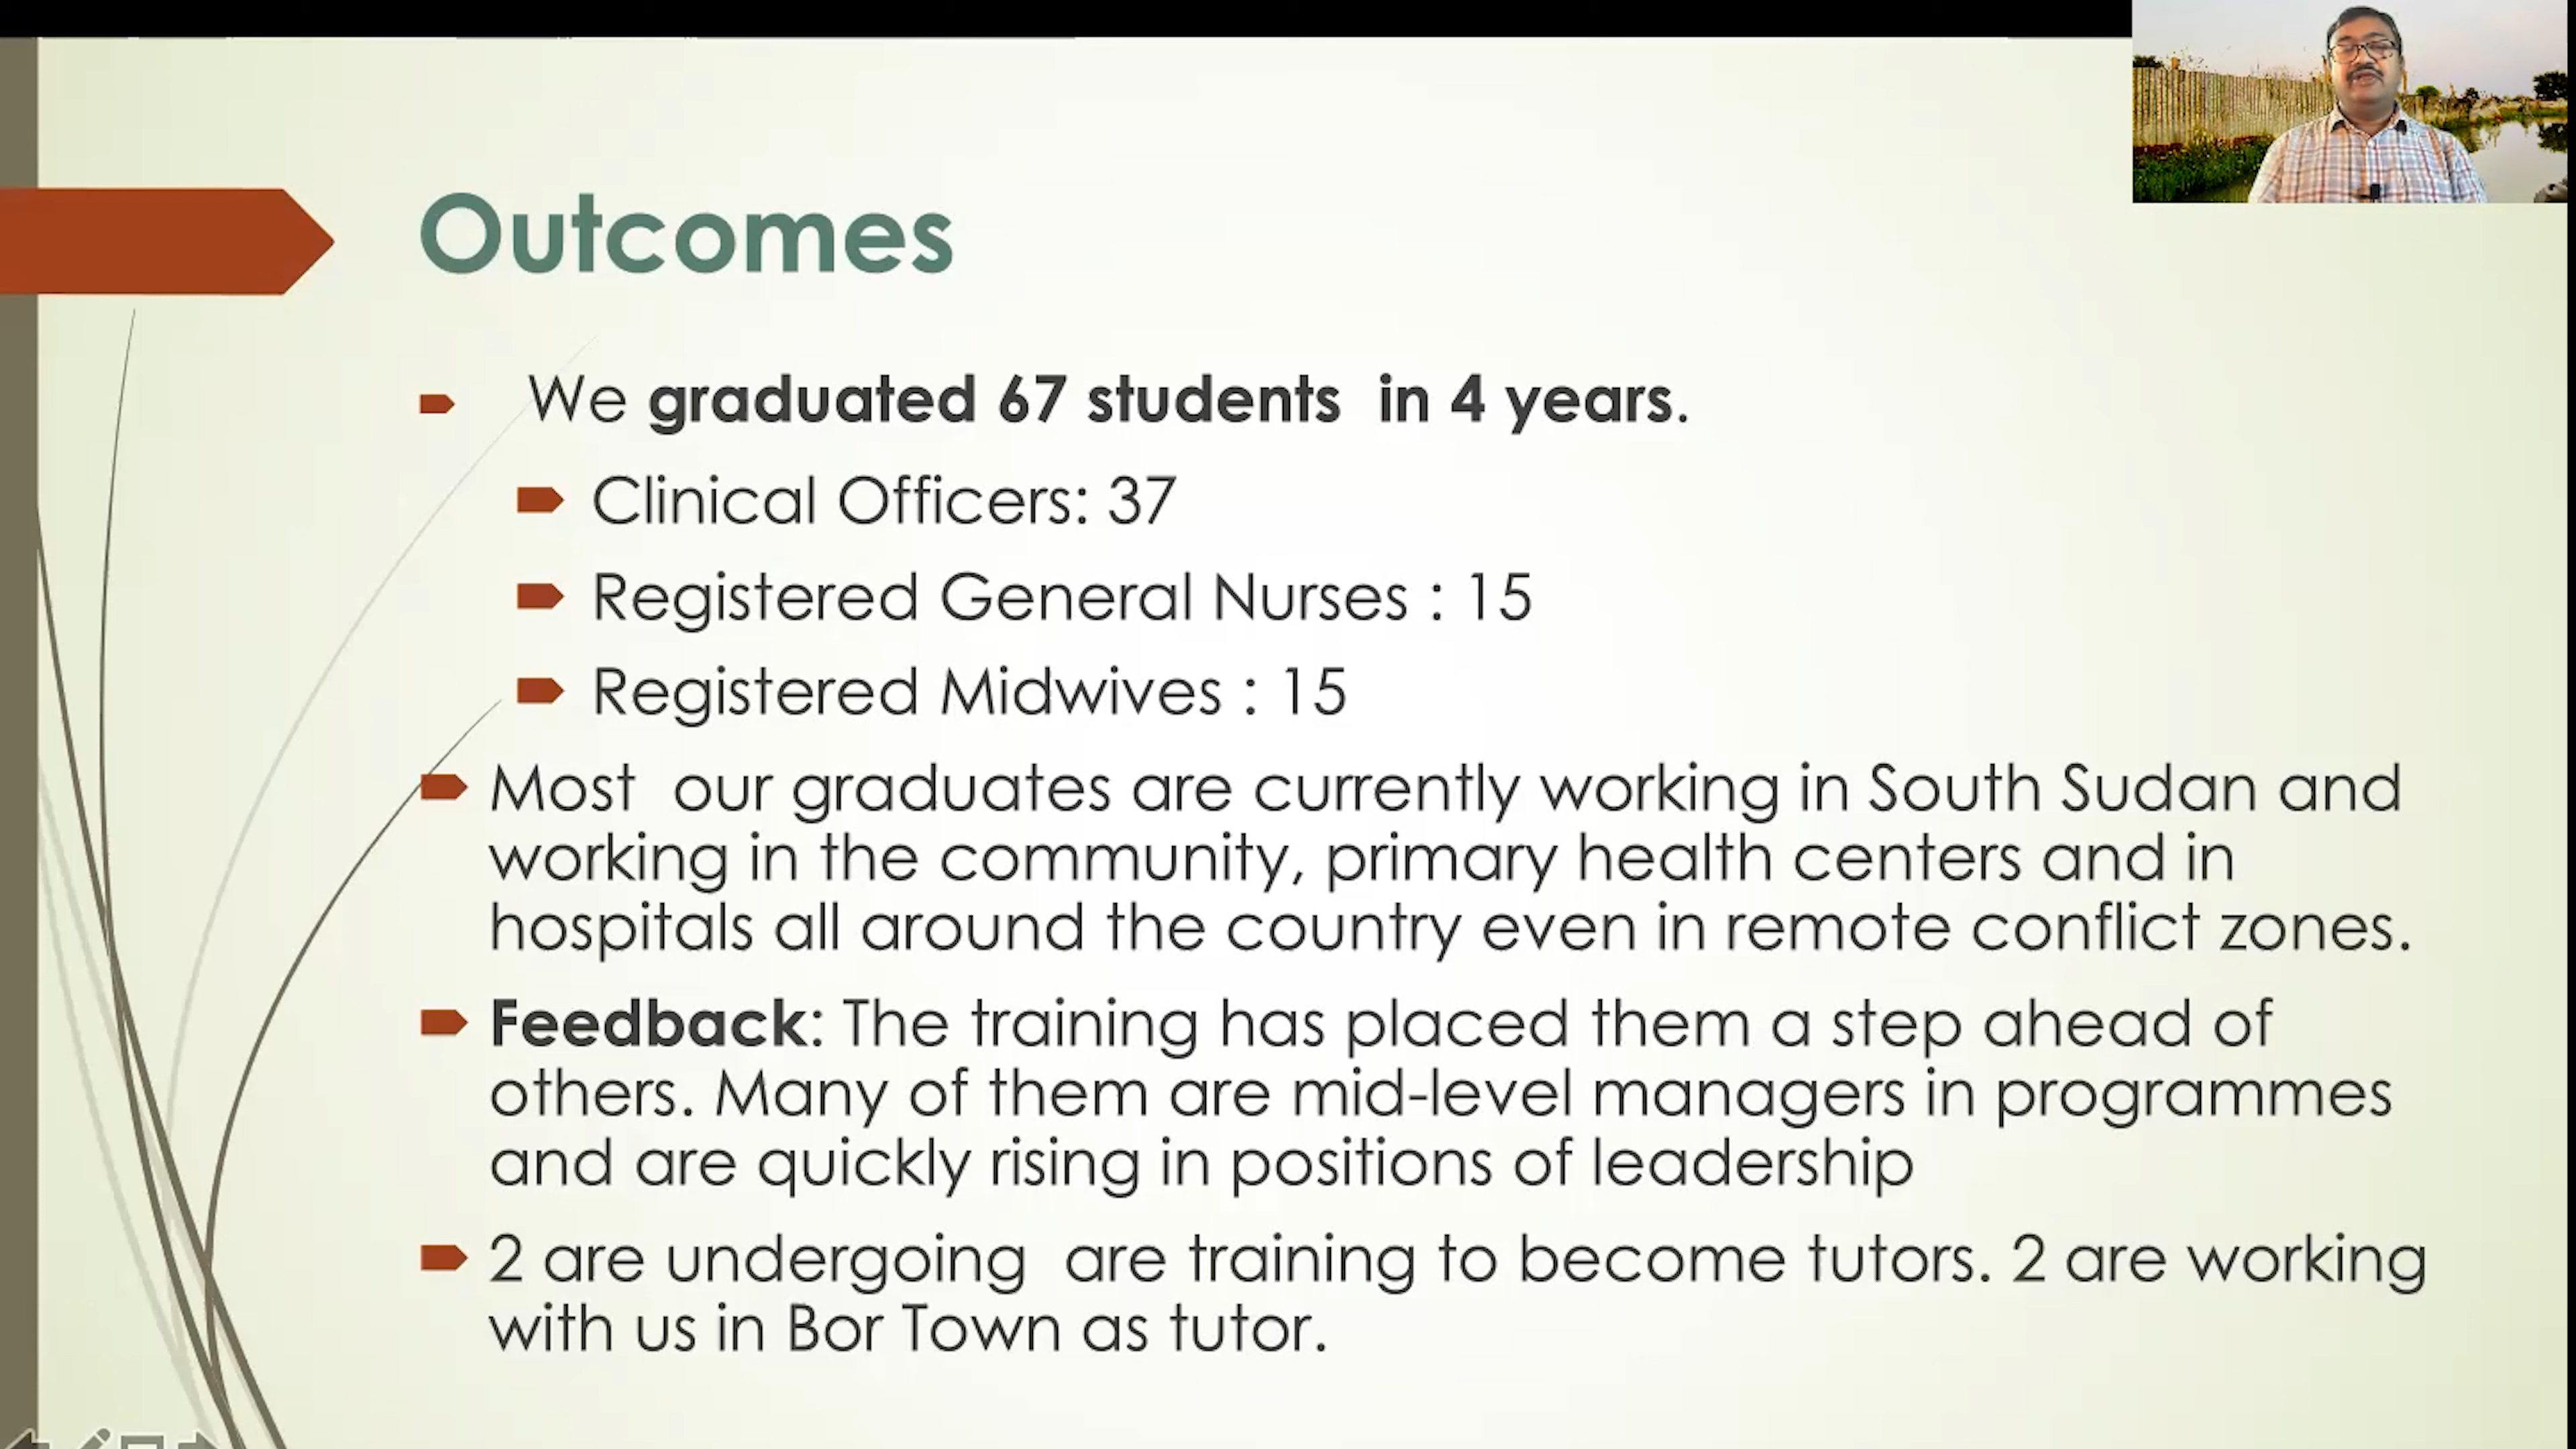 Outcomes
We graduated 67 students in 4 years.
Clinical Officers: 37
Registered General Nurses : 15
Registered Midwives : 15
Most our graduates are currently working in South Sudan and
working in the community, primary health centers and in
hospitals all around the country even in remote conflict zones.
Feedback: The training has placed them a step ahead of
others. Many of them are mid-level managers in programmes
and are quickly rising in positions of leadership
2 are undergoing are training to become tutors. 2 are working
with us in Bor Town as tutor.